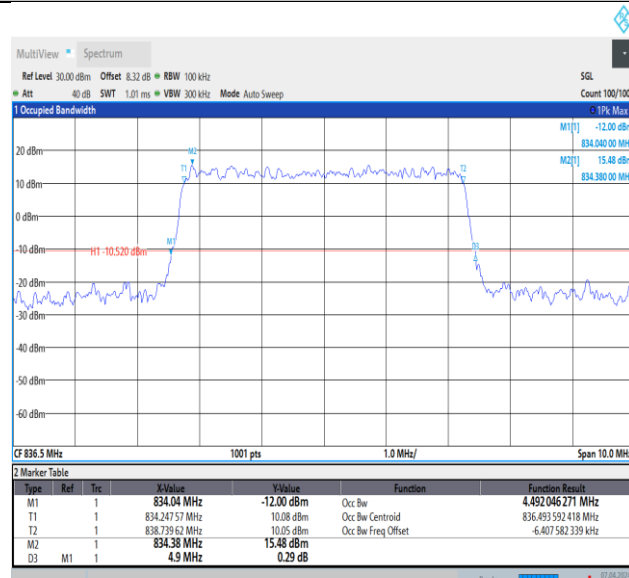 MultiView Spectrum
Ref Level 30.00 dBm Offset 8.32 dB RBW 100 kHz SGL
Att 40 dB SWT 1.01 ms VBW 300 kHz Mode Auto Sweep Count 100/100
1 Occupied Bandwidth 1Pk Max
M1[1] -12.00 dBm
834.040 00 MH
M2[1] 15.48 dBm
834.380 00 MH
M2
20 dBm
T1 T2
10 dBm
0 dBm
M1 D3
-10 dBm H1 -10.520 dBm
-20 dBm
-30 dBm
-40 dBm
-50 dBm
-60 dBm
CF 836.5 MHz 1001 pts 1.0 MHz/ Span 10.0 MH
2 Marker Table
Type Ref Trc X-Value Y-Value Function Function Result
M1 1 834.04 MHz -12.00 dBm Occ Bw 4.492 046 271 MHz
T1 1 834.247 57 MHz 10.08 dBm Occ Bw Centroid 836.493 592 418 MHz
T2 1 838.739 62 MHz 10.05 dBm Occ Bw Freq Offset -6.407 582 339 kHz
M2 1 834.38 MHz 15.48 dBm
D3 M1 1 4.9 MHz 0.29 dB